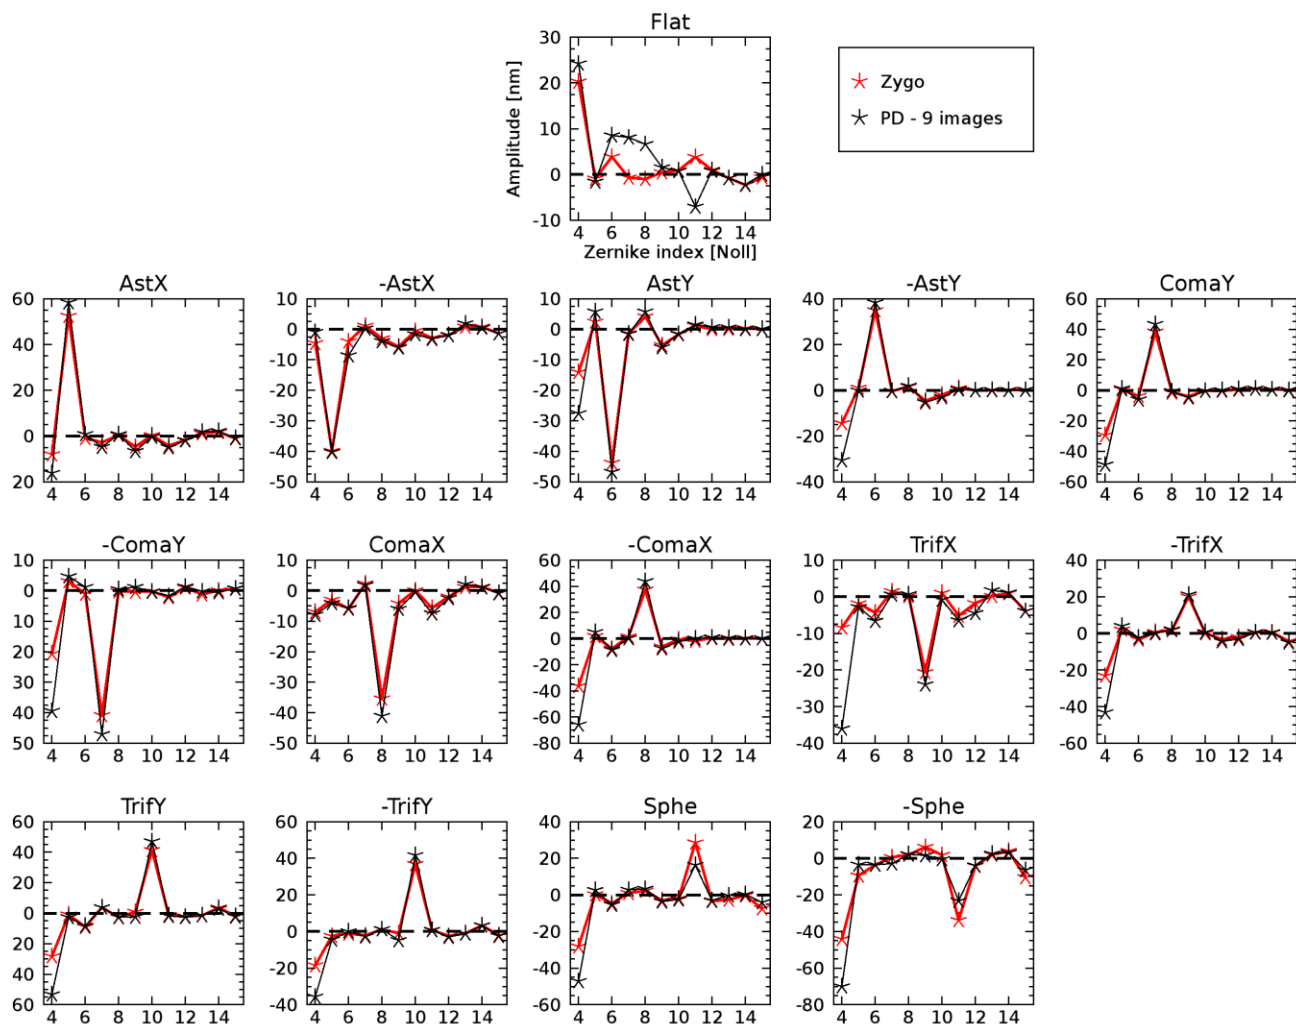 Flat
30
20
10
0
-10
Amplitude [nm]
4 6 8 10 12 14
Zernike index [Noll]
Zygo
PD - 9 images
AstX
60
40
20
0
20
4 6 8 10 12 14
-AstX
10
0
-10
-20
-30
-40
-50
4 6 8 10 12 14
AstY
10
0
-10
-20
-30
-40
-50
4 6 8 10 12 14
-AstY
40
20
0
-20
-40
4 6 8 10 12 14
ComaY
60
40
20
0
-20
-40
-60
4 6 8 10 12 14
-ComaY
10
0
10
20
30
40
50
4 6 8 10 12 14
ComaX
10
0
-10
-20
-30
-40
-50
4 6 8 10 12 14
-ComaX
60
40
20
0
-20
-40
-60
-80
4 6 8 10 12 14
TrifX
10
0
-10
-20
-30
-40
4 6 8 10 12 14
-TrifX
40
20
0
-20
-40
-60
4 6 8 10 12 14
TrifY
60
40
20
0
20
40
60
4 6 8 10 12 14
-TrifY
60
40
20
0
-20
-40
4 6 8 10 12 14
Sphe
40
20
0
-20
-40
-60
4 6 8 10 12 14
-Sphe
20
0
-20
-40
-60
-80
4 6 8 10 12 14